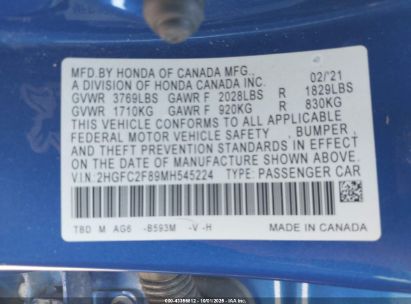 MFD.BY HONDA OF CANADA MFG., 02/21
A DIVISION OF HONDA CANADA INC.
GVWR 3769LBS GAWR F 2028LBS R 1829LBS
GVWR 1710KG GAWR F 920KG R 830KG
THIS VEHICLE CONFORMS TO ALL APPLICABLE
FEDERAL MOTOR VEHICLE SAFETY , BUMPER ,
AND THEFT PREVENTION STANDARDS IN EFFECT ON
THE DATE OF MANUFACTURE SHOWN ABOVE.
V.I.N: 2HGFC2F89MH545224 TYPE: PASSENGER CAR
TBD M AG6 -B593M -V -H MADE IN CANADA